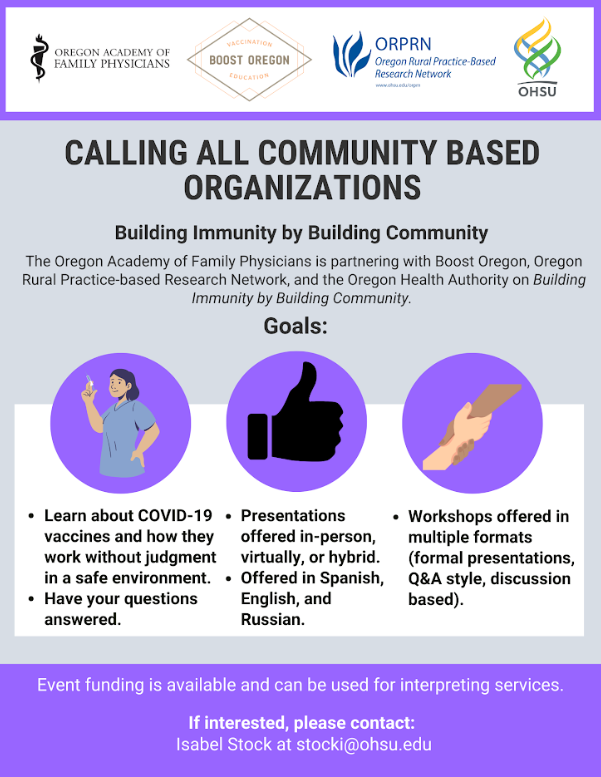 OREGON ACADEMY OF
FAMILY PHYSICIANS
VACCINATION
BOOST OREGON
EDUCATION
ORPRN
Oregon Rural Practice-Based
Research Network
www.ohsu.edu/orprn
OHSU
CALLING ALL COMMUNITY BASED
ORGANIZATIONS
Building Immunity by Building Community
The Oregon Academy of Family Physicians is partnering with Boost Oregon, Oregon
Rural Practice-based Research Network, and the Oregon Health Authority on Building
Immunity by Building Community.
Goals:
• Learn about COVID-19
vaccines and how they
work without judgment
in a safe environment.
• Have your questions
answered.
• Presentations
offered in-person,
virtually, or hybrid.
• Offered in Spanish,
English, and
Russian.
• Workshops offered in
multiple formats
(formal presentations,
Q&A style, discussion
based).
Event funding is available and can be used for interpreting services.
If interested, please contact:
Isabel Stock at stocki@ohsu.edu